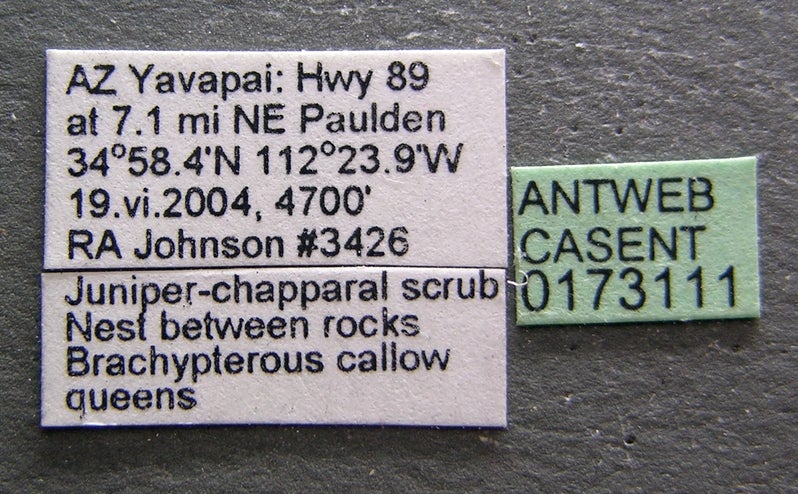 AZ Yavapai: Hwy 89
at 7.1 mi NE Paulden
34°58.4'N 112°23.9'W
19.vi.2004, 4700'
RA Johnson #3426
Juniper-chapparal scrub
Nest between rocks
Brachypterous callow
queens
ANTWEB
CASENT
0173111